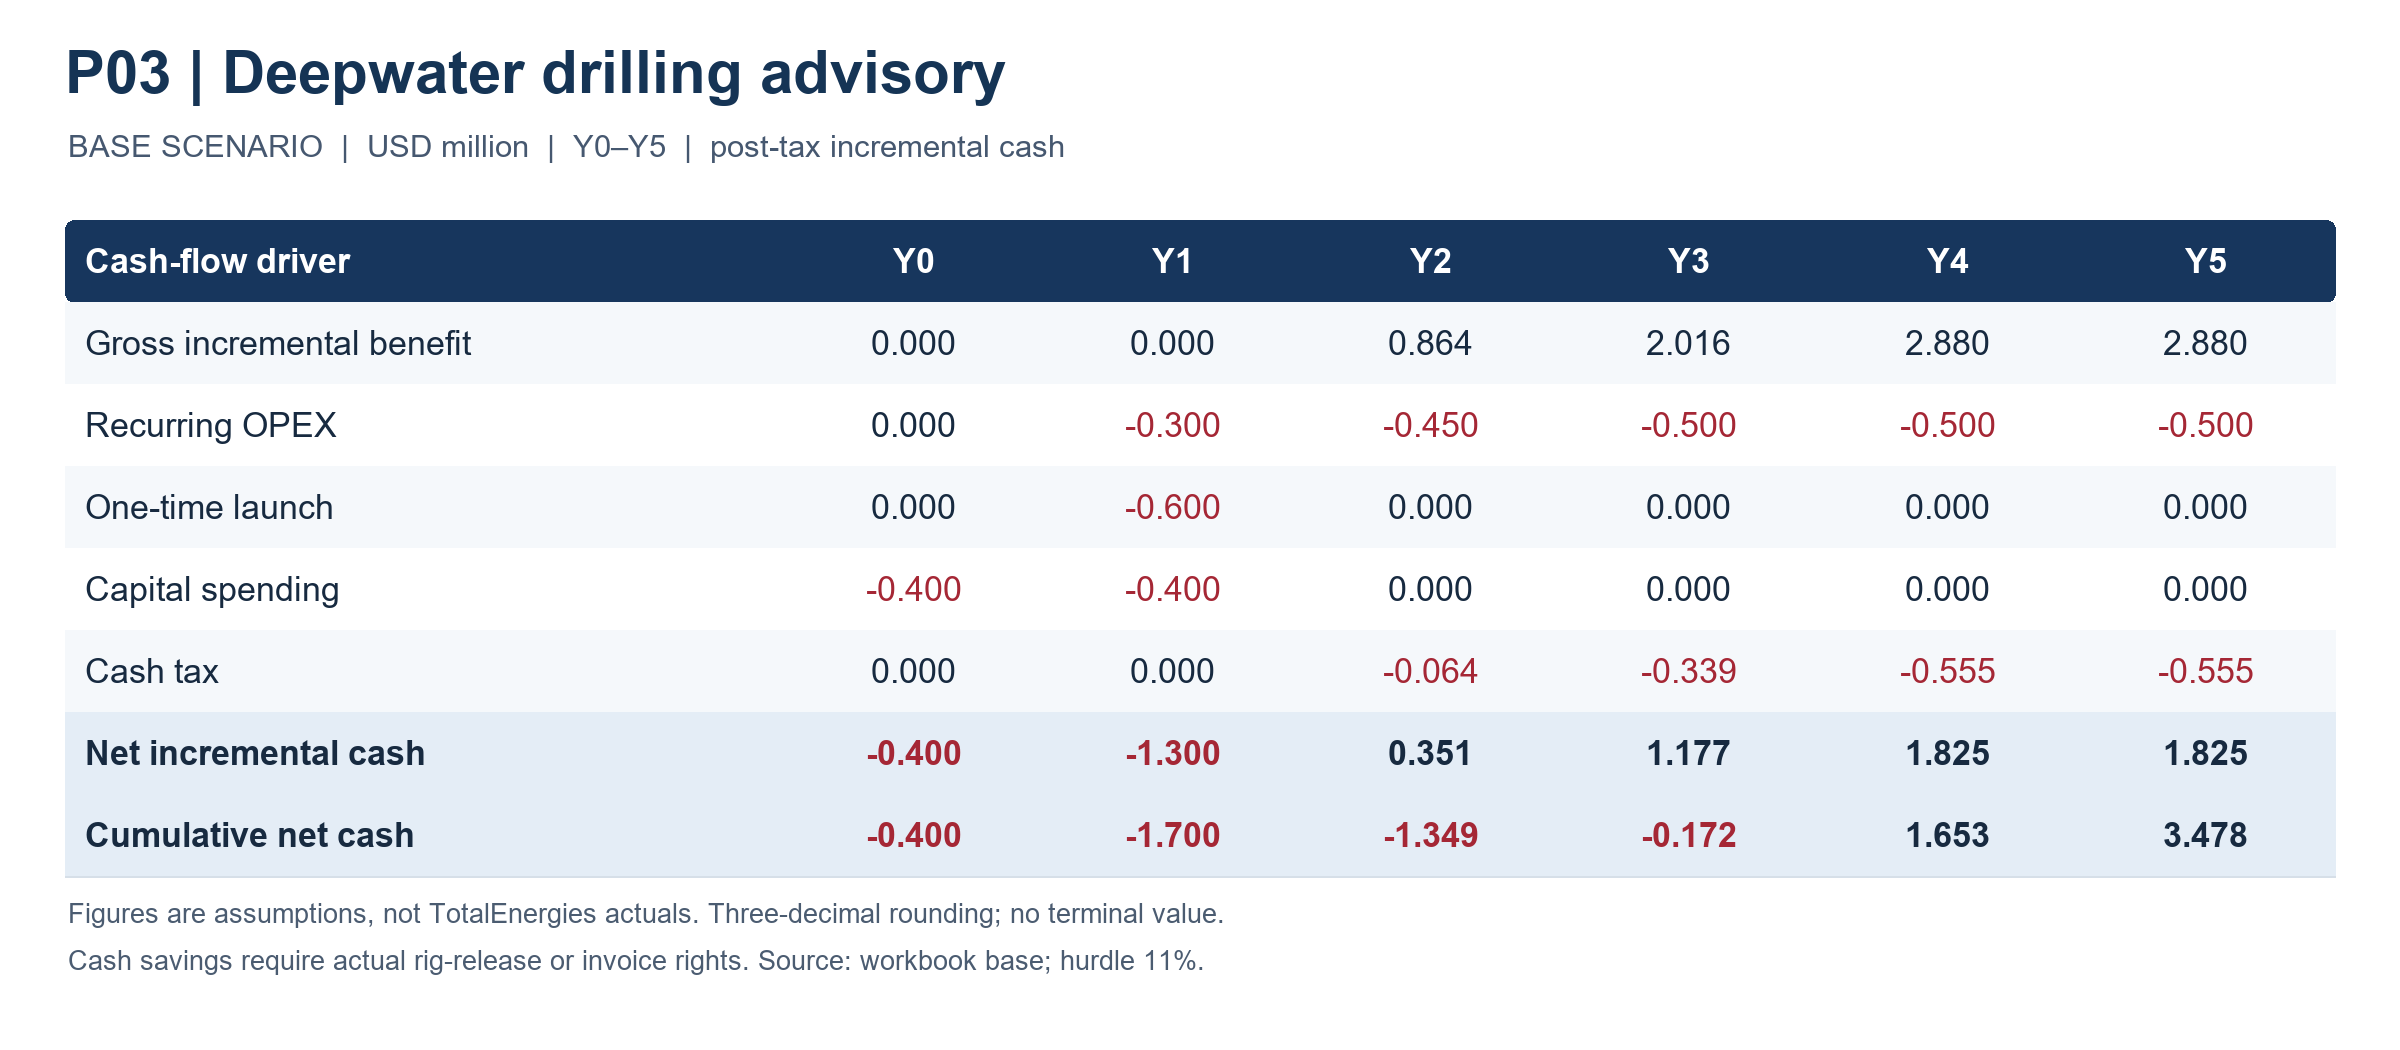 P03 | Deepwater drilling advisory
BASE SCENARIO | USD million | Y0–Y5 | post-tax incremental cash
Cash-flow driver Y0 Y1 Y2 Y3 Y4 Y5
Gross incremental benefit 0.000 0.000 0.864 2.016 2.880 2.880
Recurring OPEX 0.000 -0.300 -0.450 -0.500 -0.500 -0.500
One-time launch 0.000 -0.600 0.000 0.000 0.000 0.000
Capital spending -0.400 -0.400 0.000 0.000 0.000 0.000
Cash tax 0.000 0.000 -0.064 -0.339 -0.555 -0.555
Net incremental cash -0.400 -1.300 0.351 1.177 1.825 1.825
Cumulative net cash -0.400 -1.700 -1.349 -0.172 1.653 3.478
Figures are assumptions, not TotalEnergies actuals. Three-decimal rounding; no terminal value.
Cash savings require actual rig-release or invoice rights. Source: workbook base; hurdle 11%.